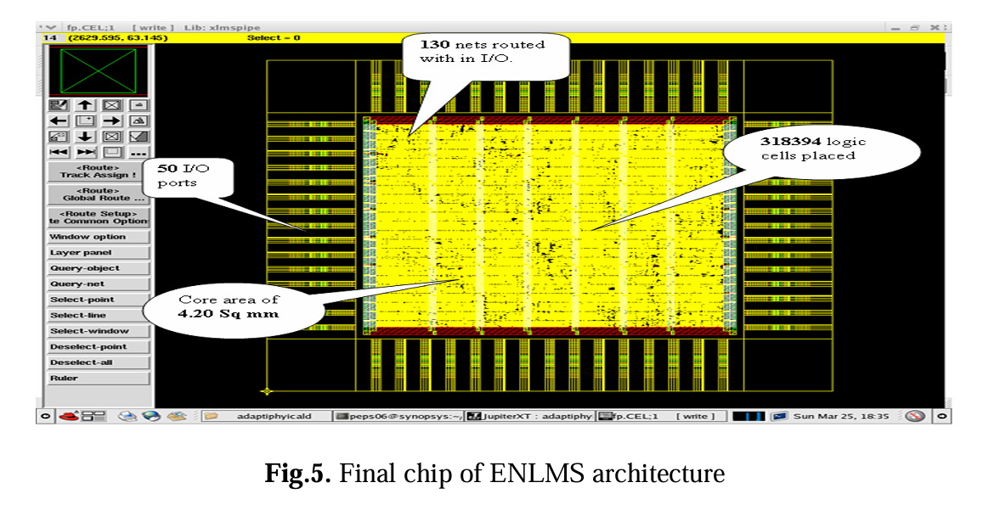 fp.CEL;1 [ write ] Lib: xlmspipe
14 (2629.595, 63.145) Select = 0
130 nets routed
with in I/O.
318394 logic
cells placed
50 I/O
ports
<Route>
Track Assign !
<Route>
Global Route ...
<Route Setup>
te Common Option:
Window option
Layer panel
Query-object
Query-net
Select-point
Select-line
Select-window
Deselect-point
Deselect-all
Ruler
Core area of
4.20 Sq mm
adaptiphyicald peps06@synopsys:~/ JupiterXT : adaptiphy fp.CEL;1 [ write ] Sun Mar 25, 18:35
Fig.5. Final chip of ENLMS architecture